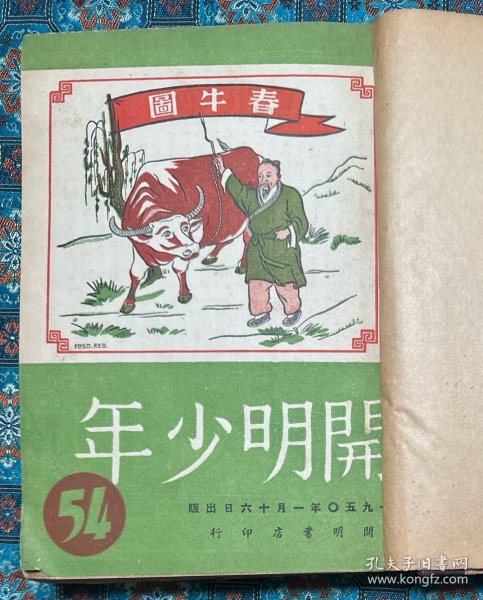 春牛圖
1950
開明少年
54
一九五〇年一月十六日出版
開明書店印行
孔夫子旧书网
www.kongfz.com